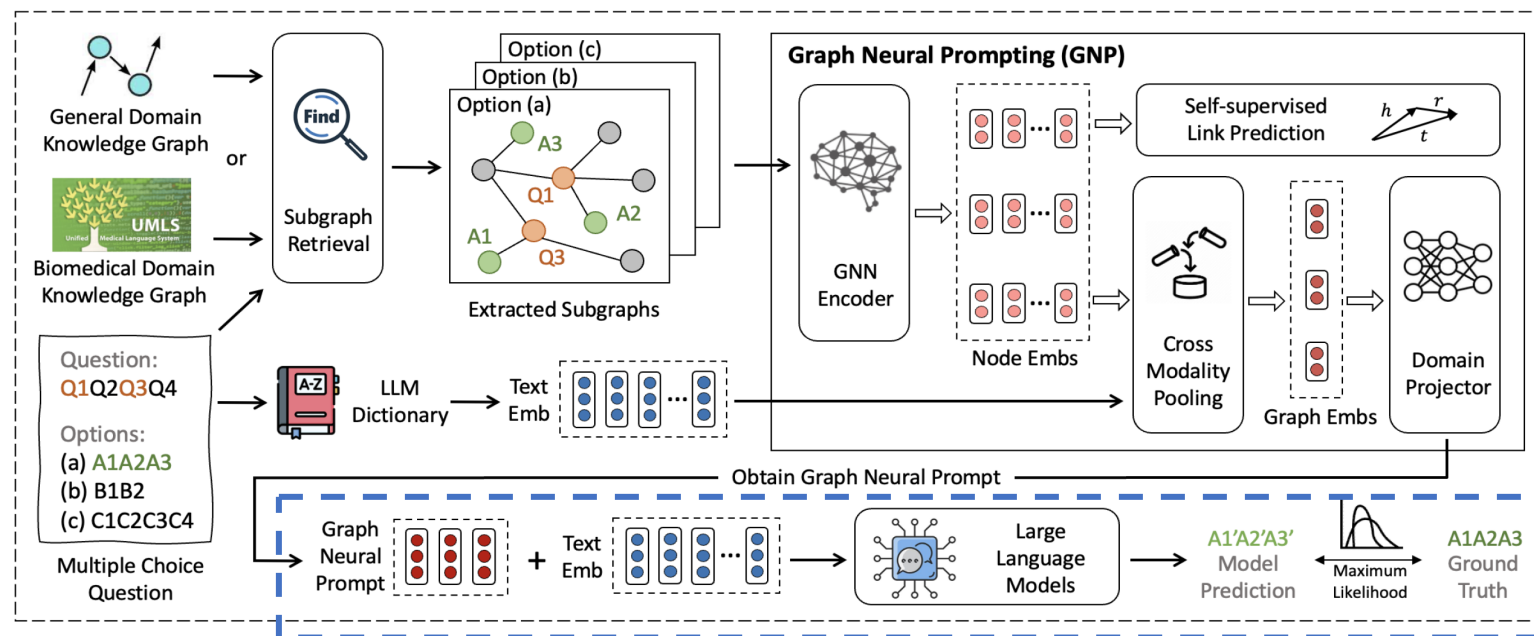 General Domain
Knowledge Graph
or
UMLS
Unified Medical Language System
Biomedical Domain
Knowledge Graph
Find
Subgraph
Retrieval
Option (c)
Option (b)
Option (a)
A3
Q1
A2
A1
Q3
Extracted Subgraphs
Question:
Q1Q2Q3Q4
Options:
(a) A1A2A3
(b) B1B2
(c) C1C2C3C4
Multiple Choice
Question
A-Z
LLM
Dictionary
Text
Emb
...
Graph Neural Prompting (GNP)
GNN
Encoder
...
...
...
Node Embs
Self-supervised
Link Prediction
h
r
t
Cross
Modality
Pooling
Graph Embs
Domain
Projector
Obtain Graph Neural Prompt
Graph
Neural
Prompt
+
Text
Emb
...
Large
Language
Models
A1'A2'A3'
Model
Prediction
Maximum
Likelihood
A1A2A3
Ground
Truth